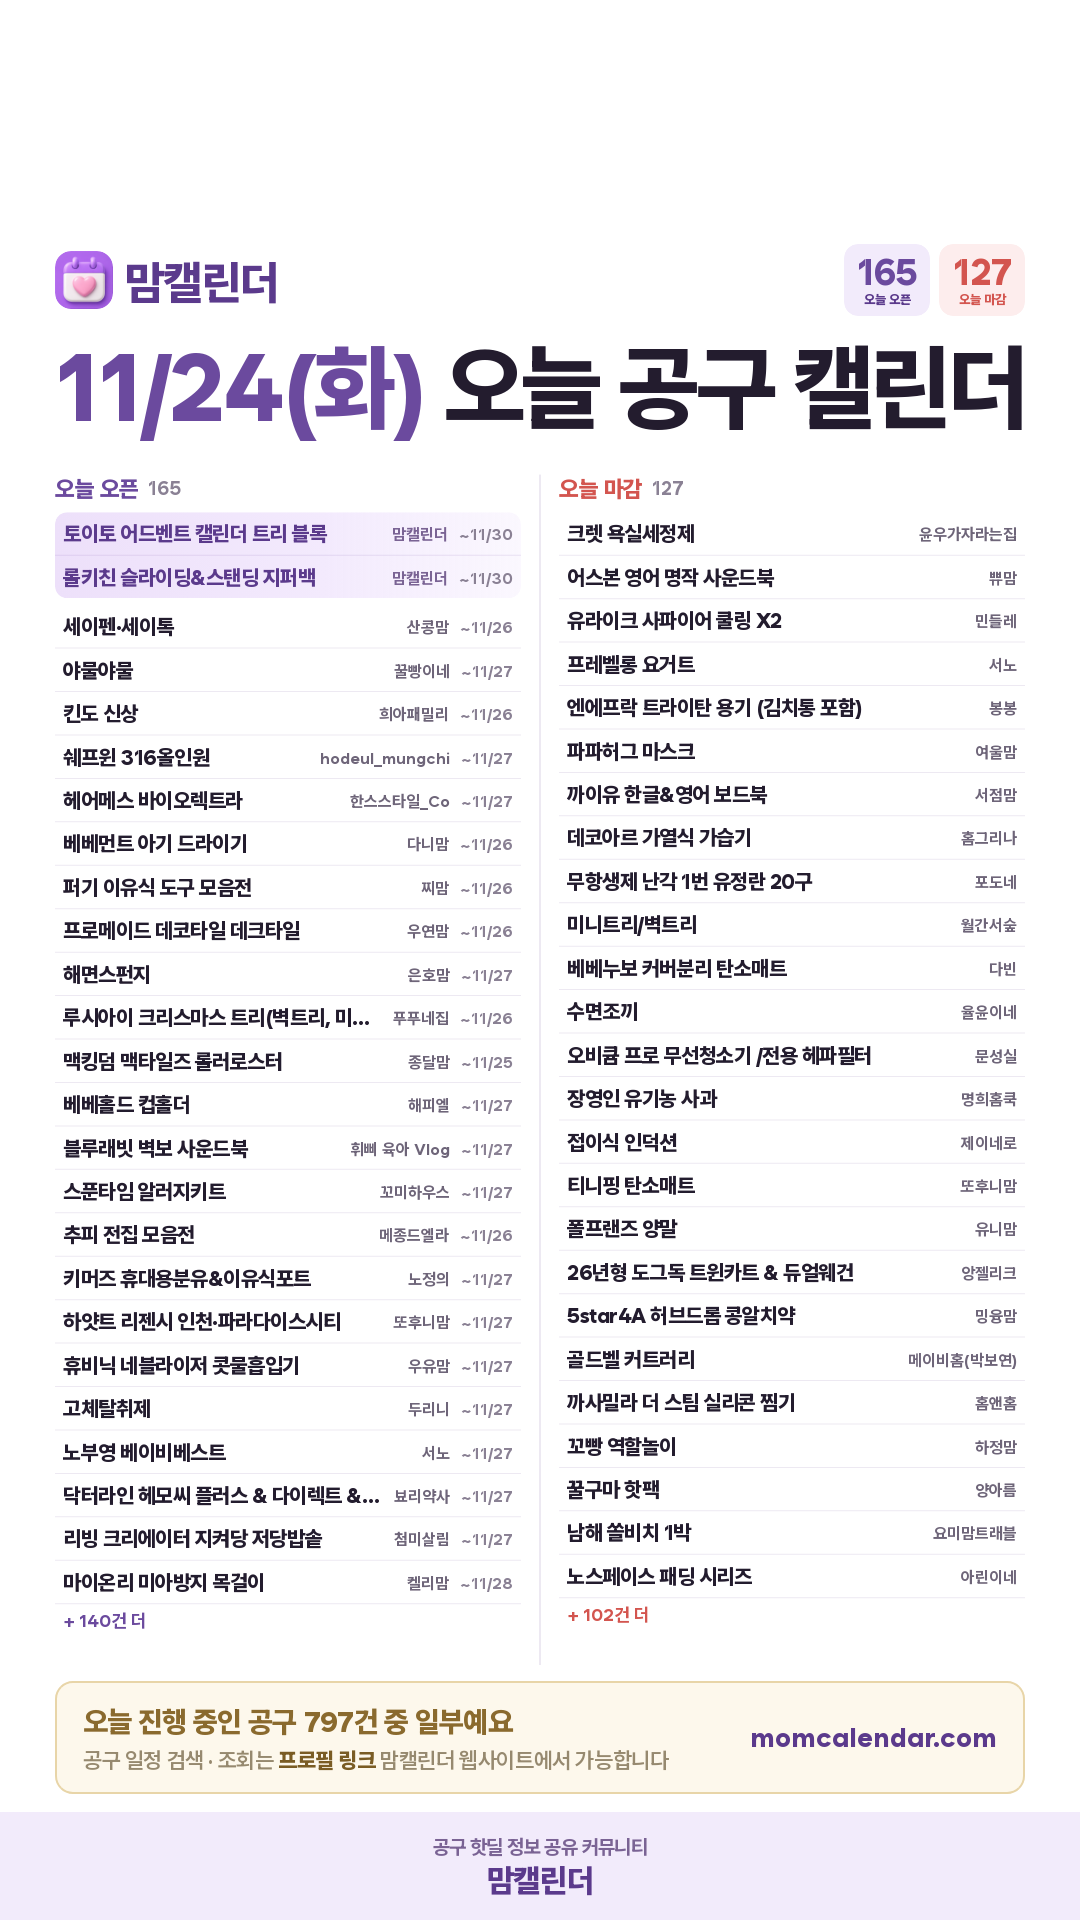 맘캘린더
165
오늘 오픈
127
오늘 마감
11/24(화) 오늘 공구 캘린더
오늘 오픈 165
토이토 어드벤트 캘린더 트리 블록 맘캘린더 ~11/30
롤키친 슬라이딩&스탠딩 지퍼백 맘캘린더 ~11/30
세이펜·세이톡 산콩맘 ~11/26
야물야물 꿀빵이네 ~11/27
킨도 신상 희아패밀리 ~11/26
쉐프윈 316올인원 hodeul_mungchi ~11/27
헤어메스 바이오렉트라 한스스타일_Co ~11/27
베베먼트 아기 드라이기 다니맘 ~11/26
퍼기 이유식 도구 모음전 찌맘 ~11/26
프로메이드 데코타일 데크타일 우연맘 ~11/26
해면스펀지 은호맘 ~11/27
루시아이 크리스마스 트리(벽트리, 미... 푸푸네집 ~11/26
맥킹덤 맥타일즈 롤러로스터 종달맘 ~11/25
베베홀드 컵홀더 해피엘 ~11/27
블루래빗 벽보 사운드북 휘삐 육아 Vlog ~11/27
스푼타임 알러지키트 꼬미하우스 ~11/27
추피 전집 모음전 메종드엘라 ~11/26
키머즈 휴대용분유&이유식포트 노정의 ~11/27
하얏트 리젠시 인천·파라다이스시티 또후니맘 ~11/27
휴비닉 네블라이저 콧물흡입기 우유맘 ~11/27
고체탈취제 두리니 ~11/27
노부영 베이비베스트 서노 ~11/27
닥터라인 헤모씨 플러스 & 다이렉트 &... 뵤리약사 ~11/27
리빙 크리에이터 지켜당 저당밥솥 첨미살림 ~11/27
마이온리 미아방지 목걸이 켈리맘 ~11/28
+ 140건 더
오늘 마감 127
크렛 욕실세정제 윤우가자라는집
어스본 영어 명작 사운드북 쀼맘
유라이크 사파이어 쿨링 X2 민들레
프레벨롱 요거트 서노
엔에프락 트라이탄 용기 (김치통 포함) 봉봉
파파허그 마스크 여울맘
까이유 한글&영어 보드북 서점맘
데코아르 가열식 가습기 홈그리나
무항생제 난각 1번 유정란 20구 포도네
미니트리/벽트리 월간서숲
베베누보 커버분리 탄소매트 다빈
수면조끼 율윤이네
오비큠 프로 무선청소기 /전용 헤파필터 문성실
장영인 유기농 사과 명희홈쿡
접이식 인덕션 제이네로
티니핑 탄소매트 또후니맘
폴프랜즈 양말 유니맘
26년형 도그독 트윈카트 & 듀얼웨건 앙젤리크
5star4A 허브드롬 콩알치약 밍융맘
골드벨 커트러리 메이비홈(박보연)
까사밀라 더 스팀 실리콘 찜기 홈앤홈
꼬빵 역할놀이 하정맘
꿀구마 핫팩 양아름
남해 쏠비치 1박 요미맘트래블
노스페이스 패딩 시리즈 아린이네
+ 102건 더
오늘 진행 중인 공구 797건 중 일부예요
공구 일정 검색 · 조회는 프로필 링크 맘캘린더 웹사이트에서 가능합니다
momcalendar.com
공구 핫딜 정보 공유 커뮤니티
맘캘린더